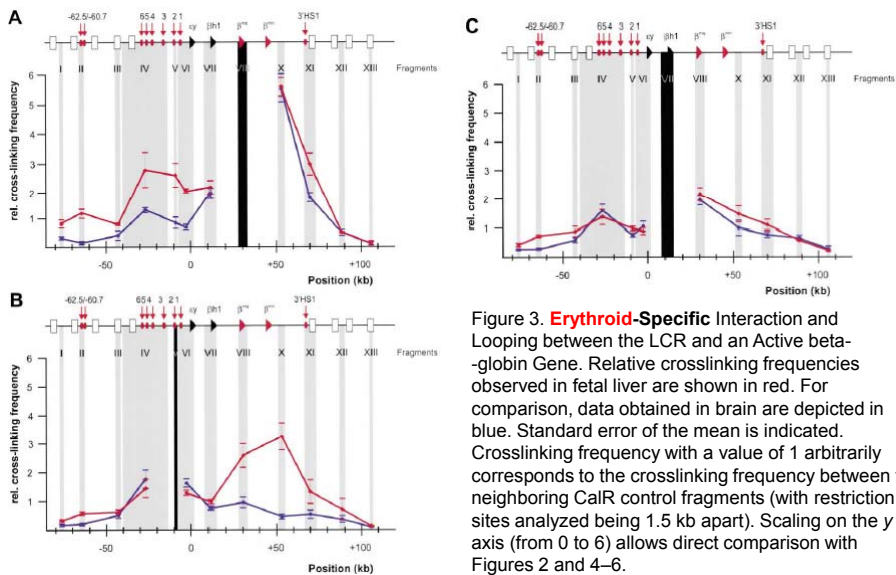 A
-62.5/-60.7 654 3 2 1 εy βh1 3'HS1
I II III IV V VI VII X XI XII XIII Fragments
rel. cross-linking frequency
6
5
4
3
2
1
-50 0 +50 +100
Position (kb)
B
-62.5/-60.7 654 3 2 1 εy βh1 3'HS1
I II III IV VI VII VIII X XI XII XIII Fragments
rel. cross-linking frequency
6
5
4
3
2
1
-50 0 +50 +100
Position (kb)
C
-62.5/-60.7 654 3 2 1 εy βh1 3'HS1
I II III IV V VI VIII X XI XII XIII Fragments
rel. cross-linking frequency
6
5
4
3
2
1
-50 0 +50 +100
Position (kb)
Figure 3. Erythroid-Specific Interaction and
Looping between the LCR and an Active beta-
-globin Gene. Relative crosslinking frequencies
observed in fetal liver are shown in red. For
comparison, data obtained in brain are depicted in
blue. Standard error of the mean is indicated.
Crosslinking frequency with a value of 1 arbitrarily
corresponds to the crosslinking frequency between
neighboring CalR control fragments (with restriction
sites analyzed being 1.5 kb apart). Scaling on the y
axis (from 0 to 6) allows direct comparison with
Figures 2 and 4–6.